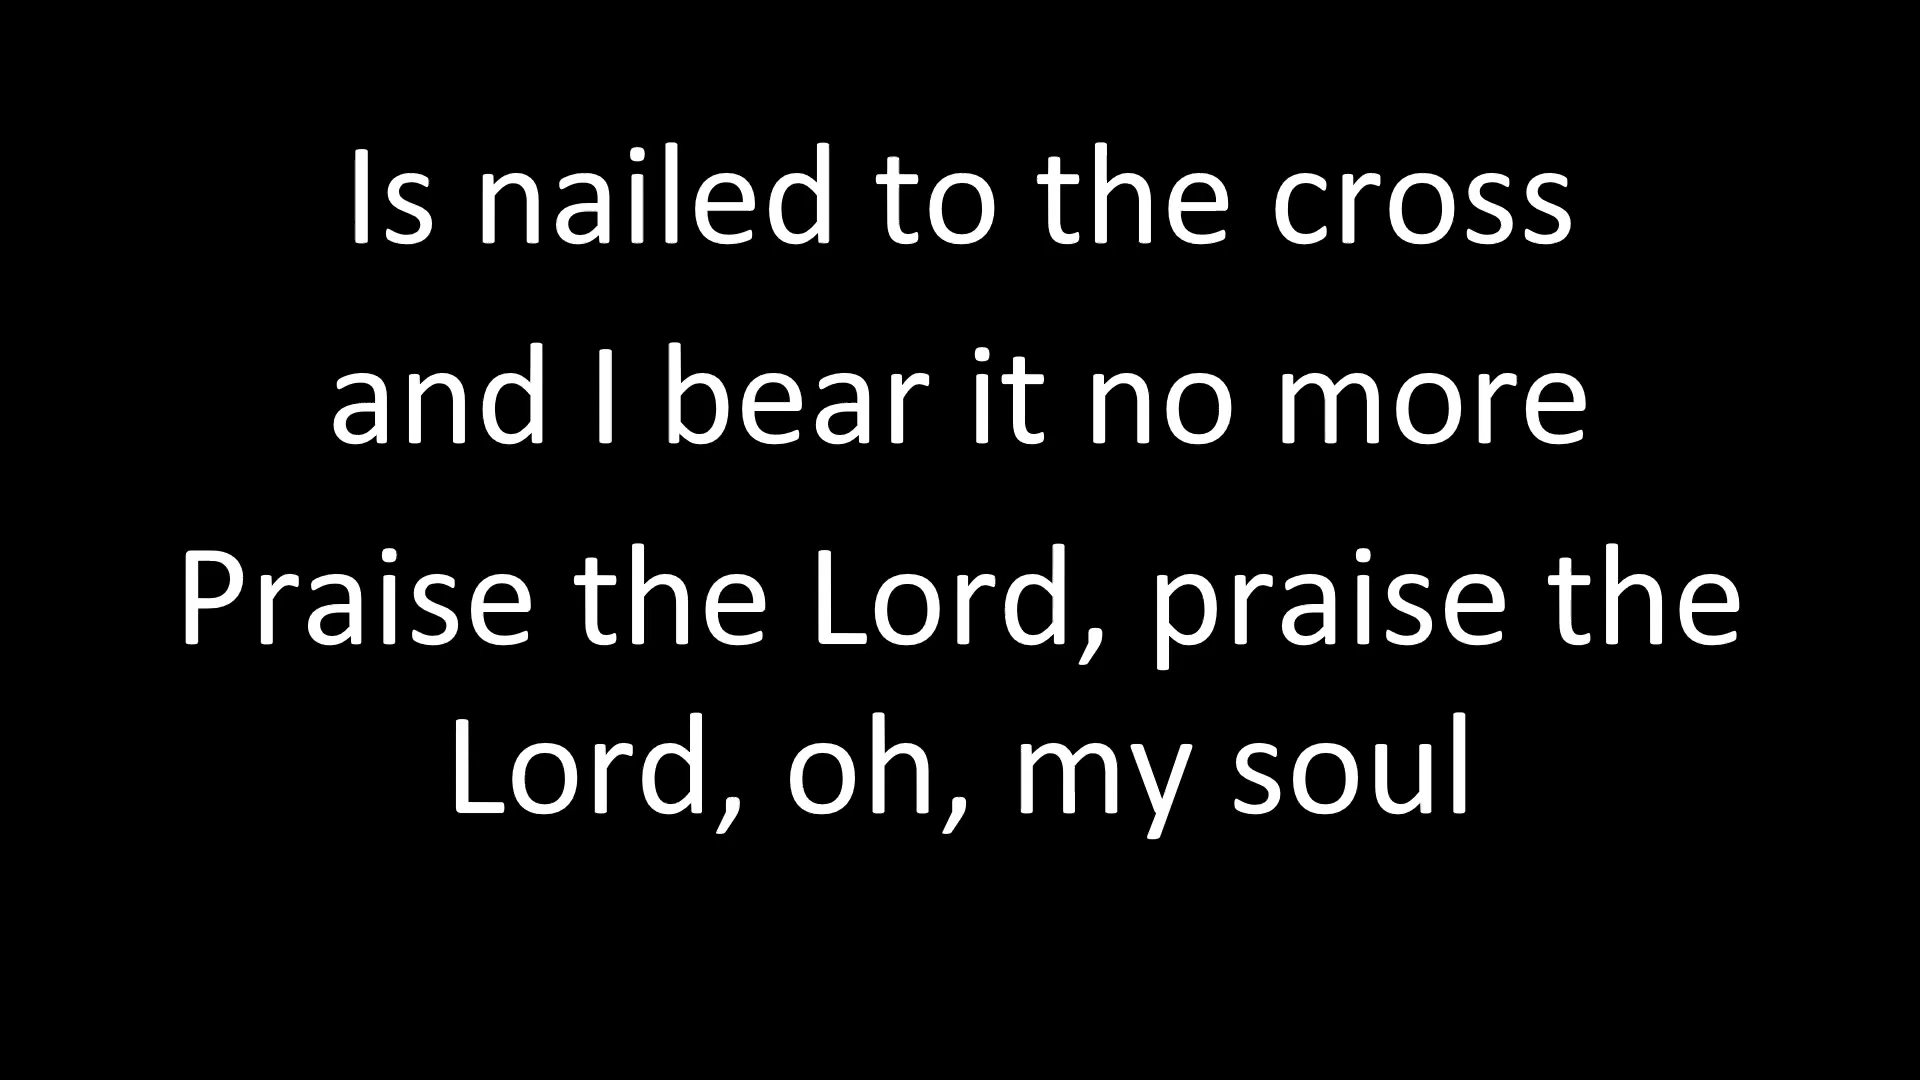 Is nailed to the cross
and I bear it no more
Praise the Lord, praise the
Lord, oh, my soul